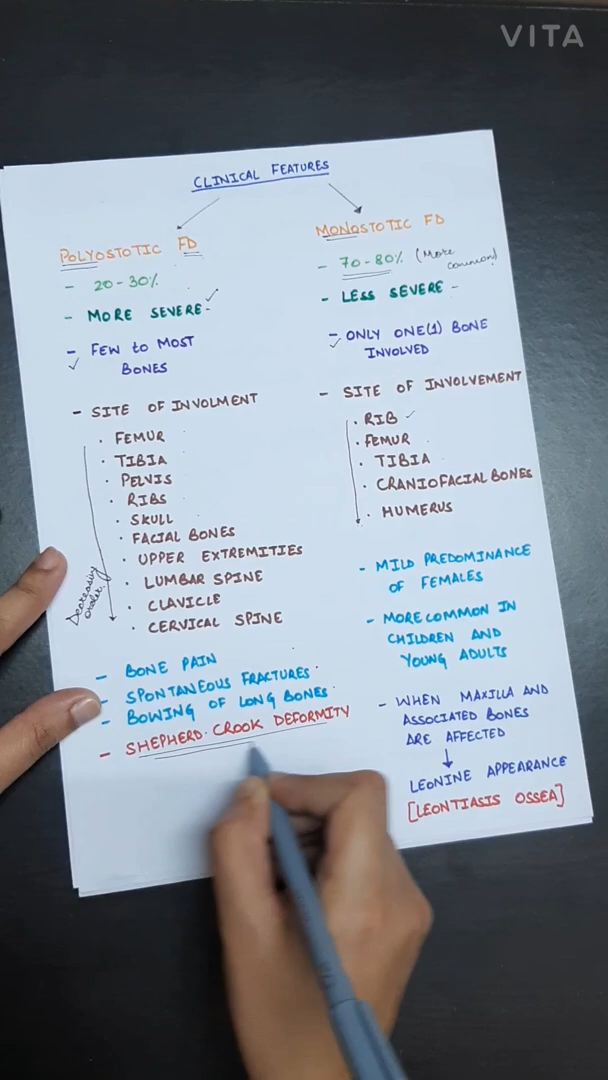 VITA
CLINICAL FEATURES
POLYOSTOTIC FD
- 20-30%
- MORE SEVERE
- FEW TO MOST
BONES
- SITE OF INVOLMENT
· FEMUR
· TIBIA
· PELVIS
· RIBS
· SKULL
· FACIAL BONES
· UPPER EXTREMITIES
· LUMBAR SPINE
· CLAVICLE
· CERVICAL SPINE
Decreasing
order
- BONE PAIN
- SPONTANEOUS FRACTURES
- BOWING OF LONG BONES
- SHEPHERD CROOK DEFORMITY
MONOSTOTIC FD
- 70-80% (More
common)
- LESS SEVERE
- ONLY ONE(1) BONE
INVOLVED
- SITE OF INVOLVEMENT
· RIB
· FEMUR
· TIBIA
· CRANIOFACIAL BONES
· HUMERUS
- MILD PREDOMINANCE
OF FEMALES
- MORE COMMON IN
CHILDREN AND
YOUNG ADULTS
- WHEN MAXILLA AND
ASSOCIATED BONES
ARE AFFECTED
LEONINE APPEARANCE
[LEONTIASIS OSSEA]